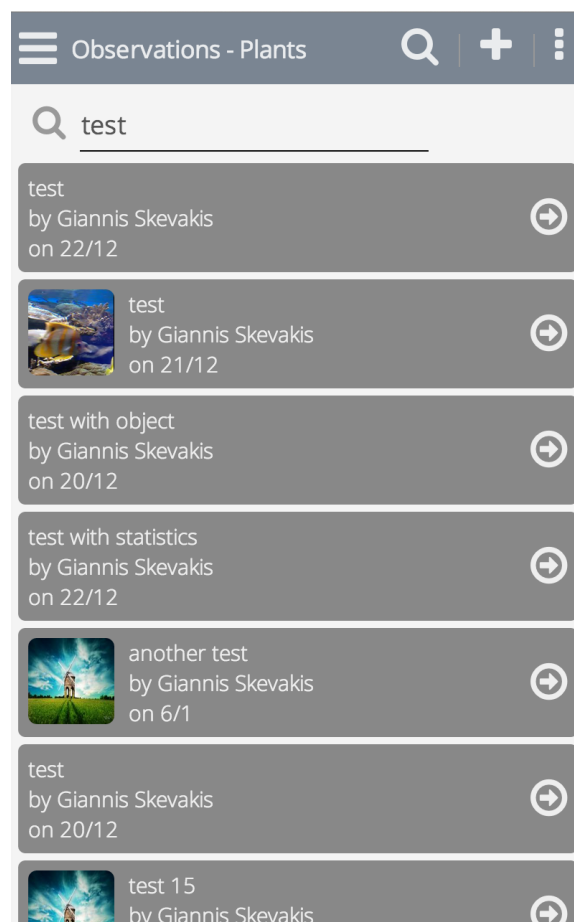 Observations - Plants
test
test
by Giannis Skevakis
on 22/12
test
by Giannis Skevakis
on 21/12
test with object
by Giannis Skevakis
on 20/12
test with statistics
by Giannis Skevakis
on 22/12
another test
by Giannis Skevakis
on 6/1
test
by Giannis Skevakis
on 20/12
test 15
by Giannis Skevakis